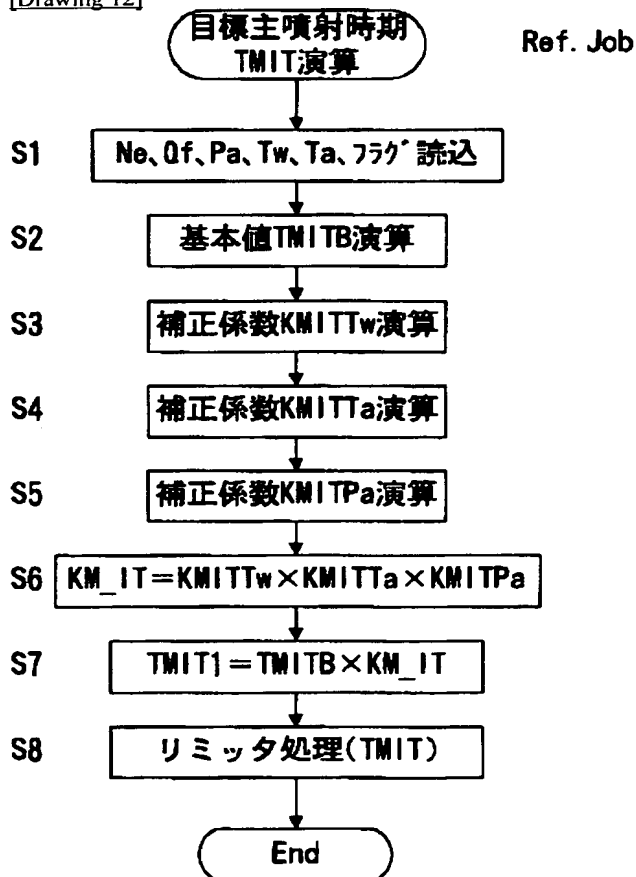 [Drawing 12]
目標主噴射時期
TMIT演算
Ref. Job
S1 Ne、Qf、Pa、Tw、Ta、フラグ読込
S2 基本値TMITB演算
S3 補正係数KMITTw演算
S4 補正係数KMITTa演算
S5 補正係数KMITPa演算
S6 KM_IT=KMITTw×KMITTa×KMITPa
S7 TMIT1=TMITB×KM_IT
S8 リミッタ処理(TMIT)
End